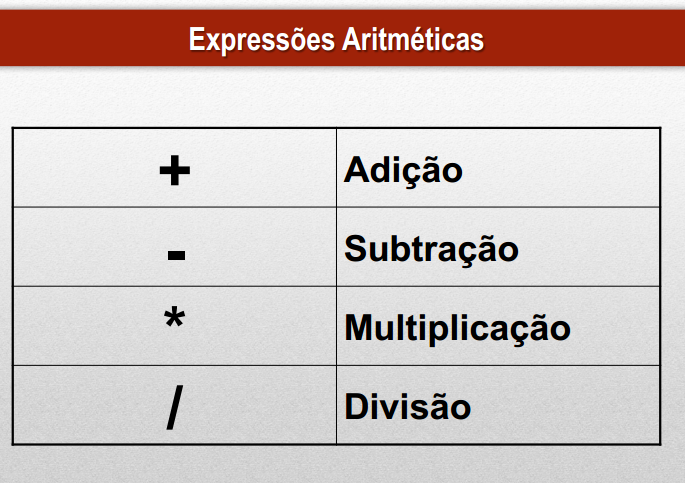 Expressões Aritméticas
+ Adição
- Subtração
* Multiplicação
/ Divisão